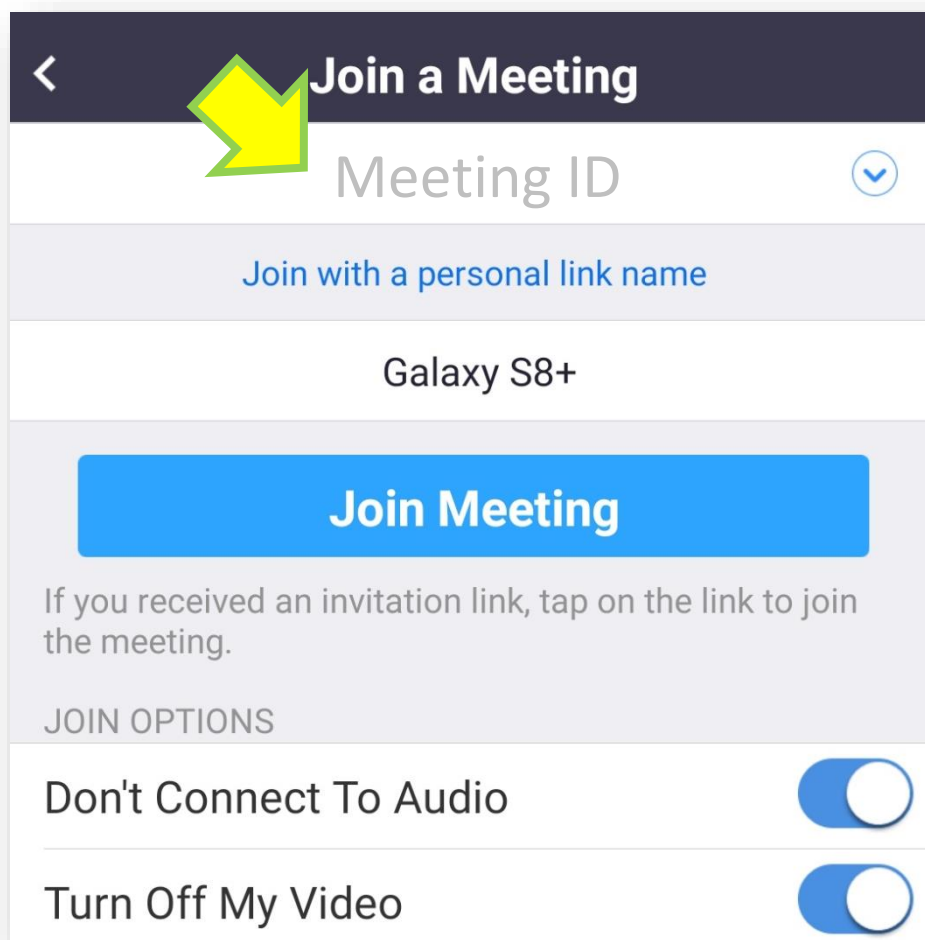 Join a Meeting
Meeting ID
Join with a personal link name
Galaxy S8+
Join Meeting
If you received an invitation link, tap on the link to join
the meeting.
JOIN OPTIONS
Don't Connect To Audio
Turn Off My Video